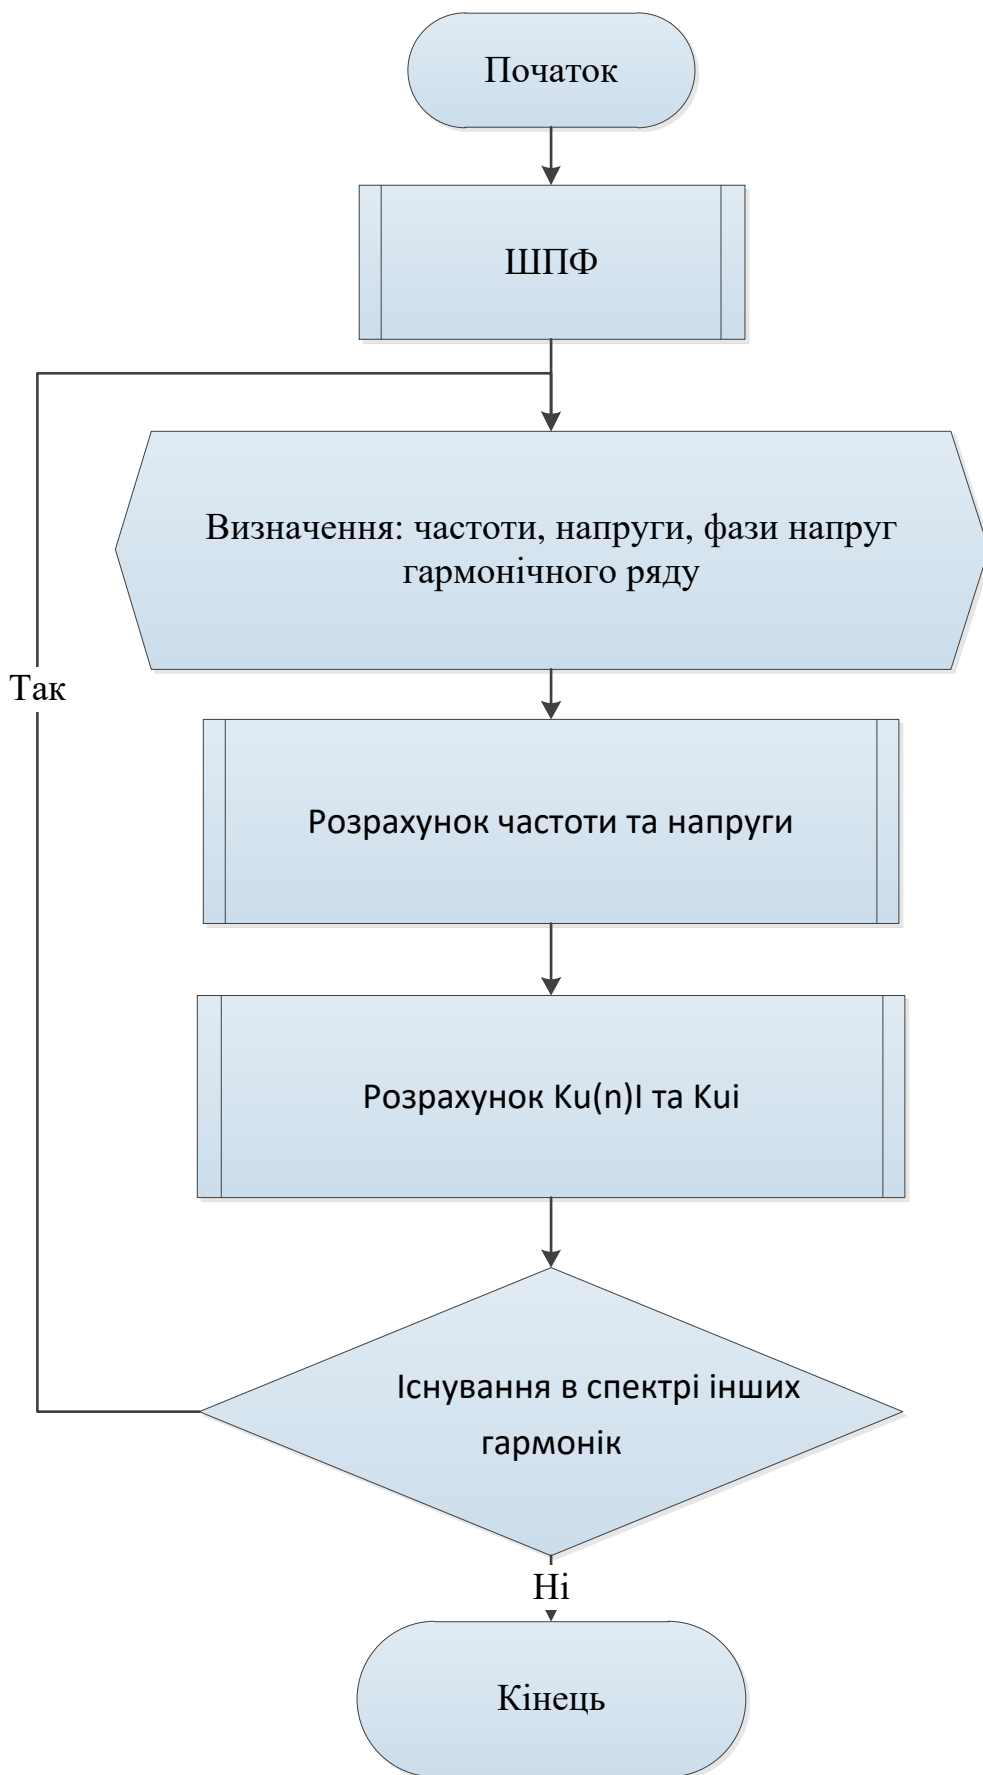 Початок
ШПФ
Визначення: частоти, напруги, фази напруг
гармонічного ряду
Так
Розрахунок частоти та напруги
Розрахунок Ku(n)I та Kui
Існування в спектрі інших
гармонік
Ні
Кінець